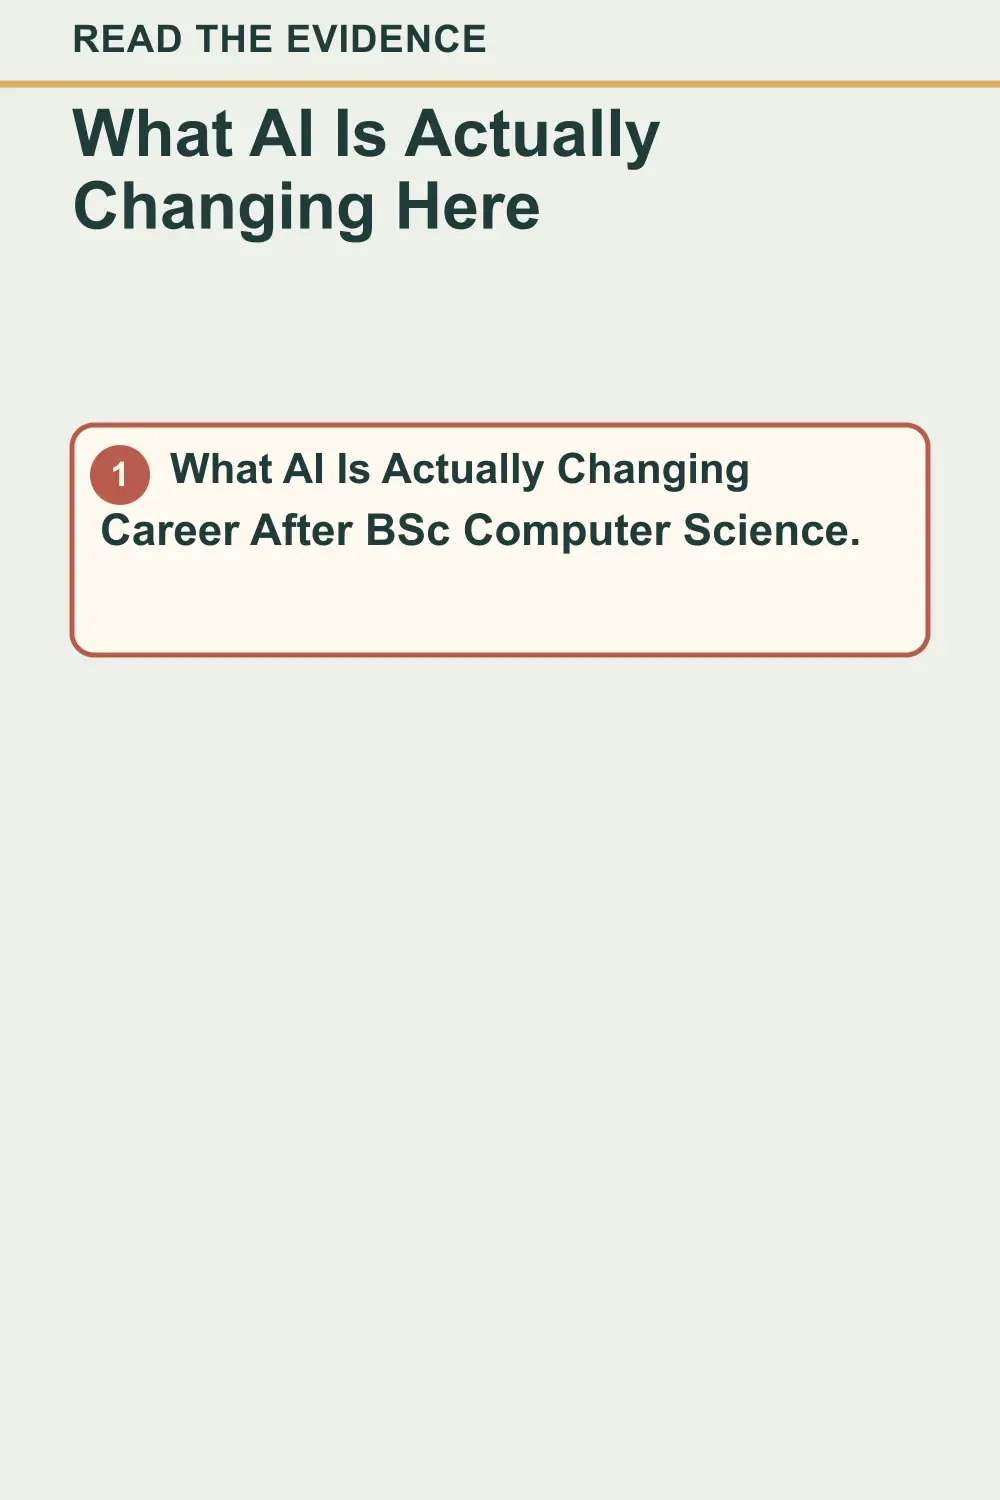 READ THE EVIDENCE
What AI Is Actually
Changing Here
1 What AI Is Actually Changing
Career After BSc Computer Science.